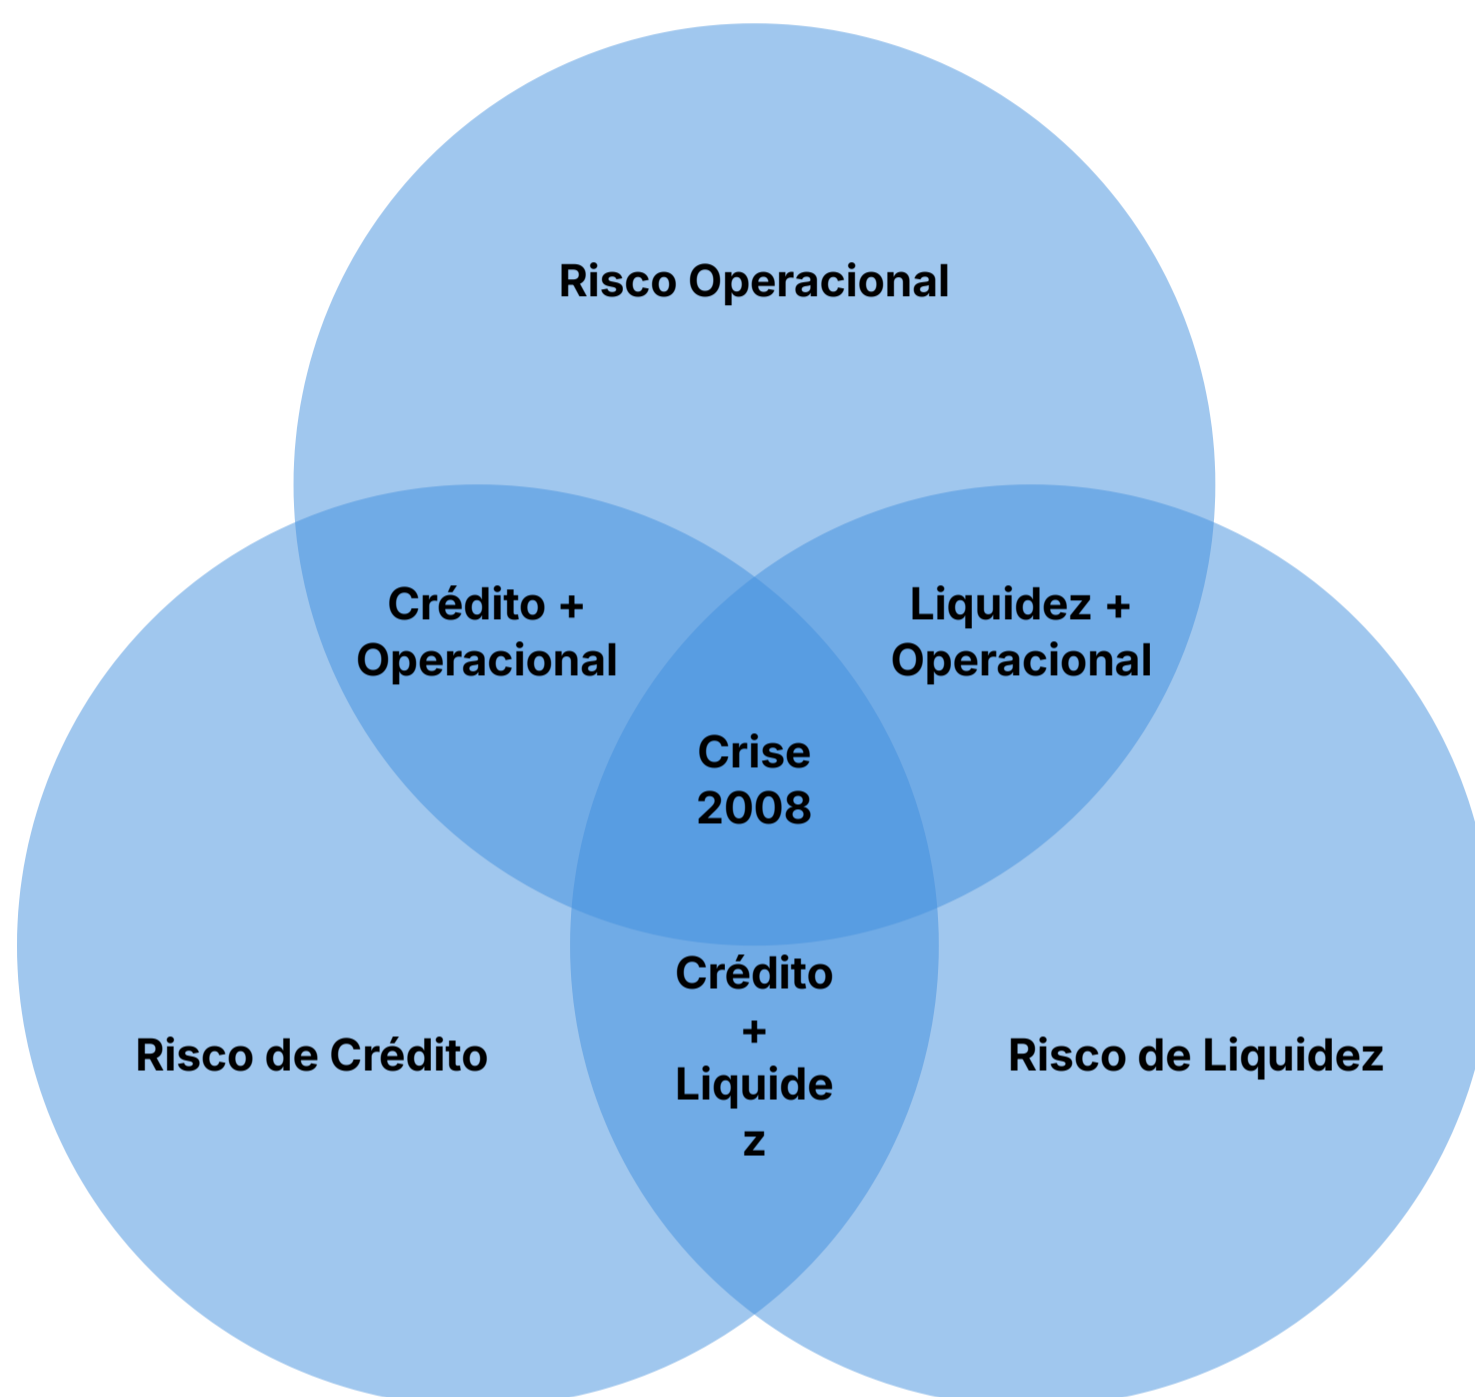 Risco Operacional
Crédito +
Operacional
Liquidez +
Operacional
Crise
2008
Crédito
+
Liquide
z
Risco de Crédito
Risco de Liquidez